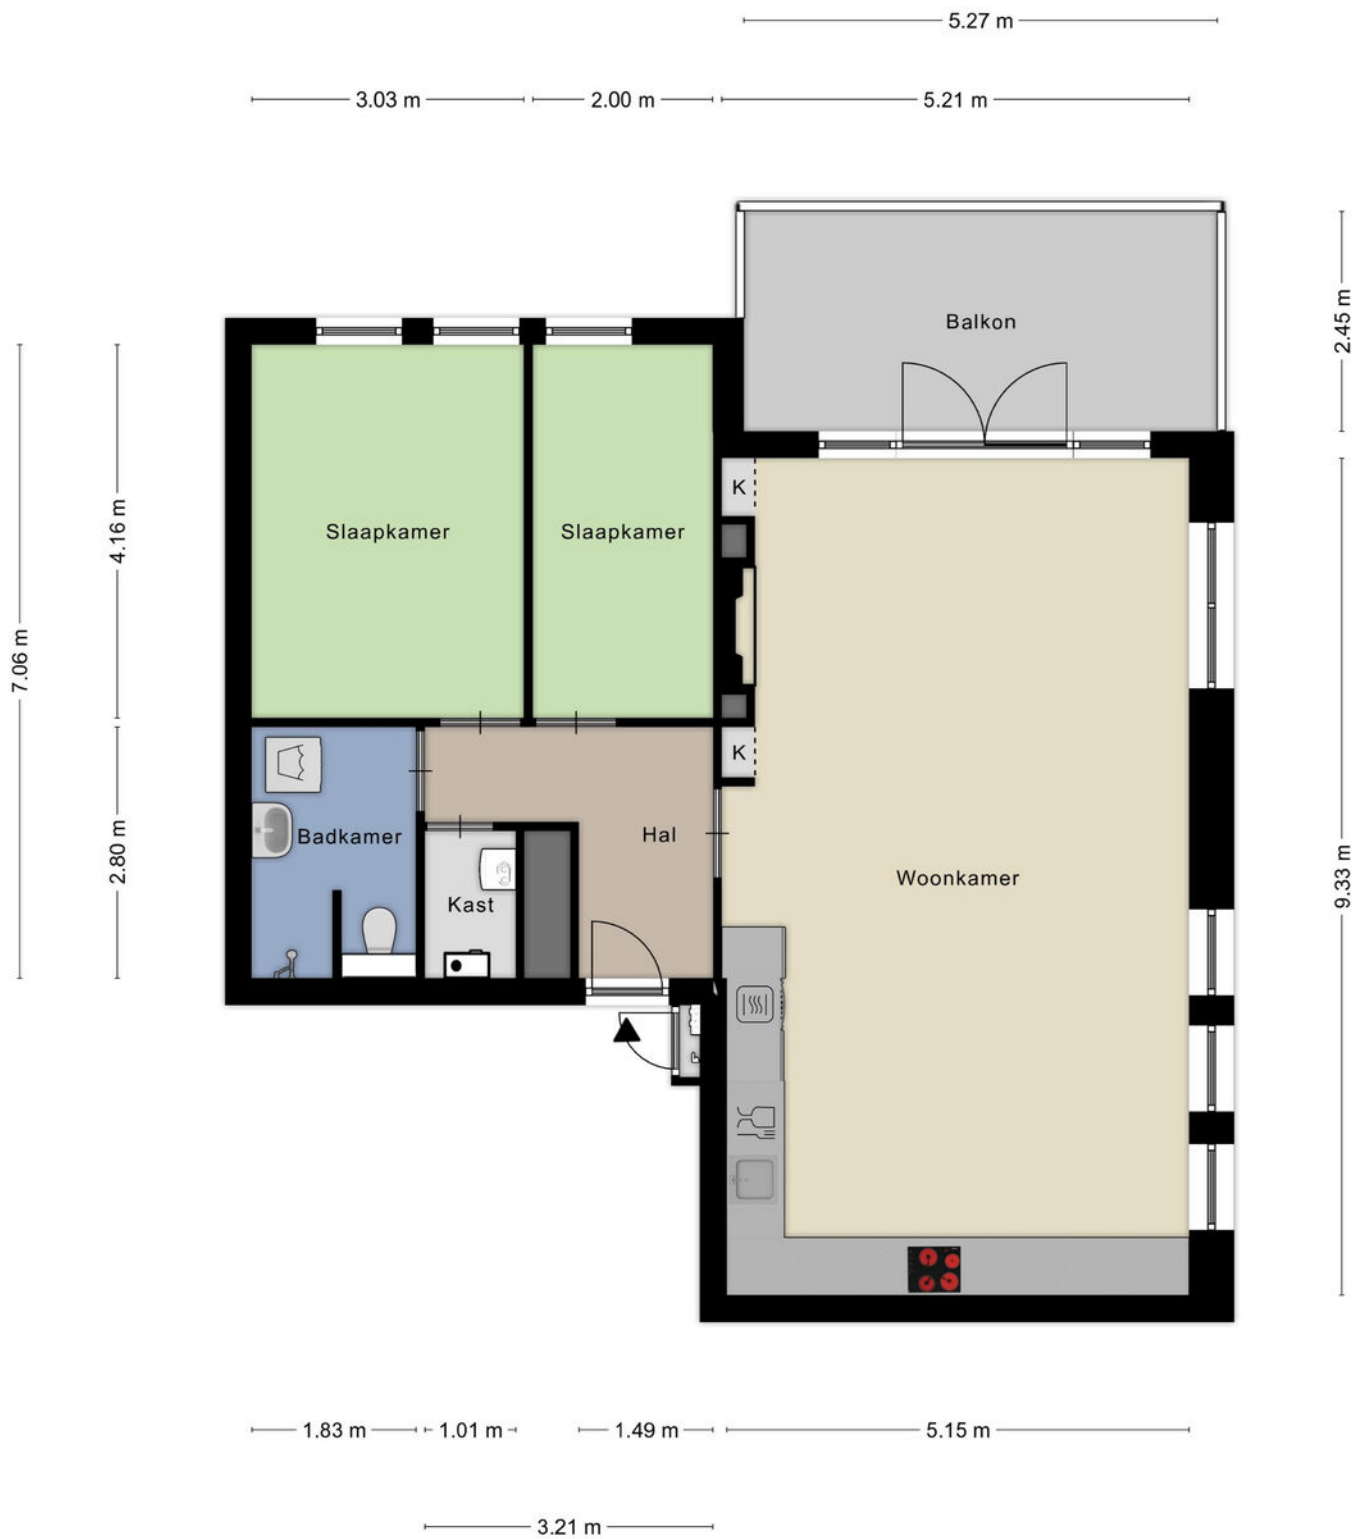 5.27 m
3.03 m
2.00 m
5.21 m
2.45 m
Balkon
K
4.16 m
Slaapkamer
Slaapkamer
7.06 m
K
2.80 m
Badkamer
Hal
Kast
Woonkamer
9.33 m
1.83 m
1.01 m
1.49 m
5.15 m
3.21 m